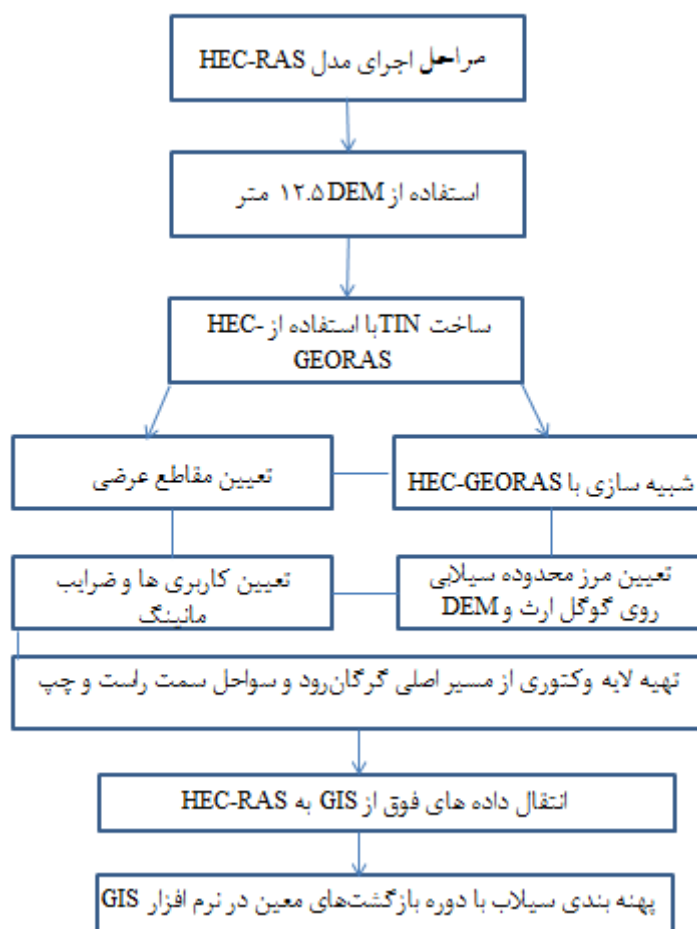 مراحل اجرای مدل HEC-RAS
استفاده از DEM ۱۲.۵ متر
ساخت TINبا استفاده از HEC-
GEORAS
شبیه سازی با HEC-GEORAS
تعیین مقاطع عرضی
تعیین مرز محدوده سیلابی
روی گوگل ارث و DEM
تعیین کاربری ها و ضرایب
مانینگ
تهیه لایه وکتوری از مسیر اصلی گرگان‌رود و سواحل سمت راست و چپ
انتقال داده های فوق از GIS به HEC-RAS
پهنه بندی سیلاب با دوره بازگشت‌های معین در نرم افزار GIS